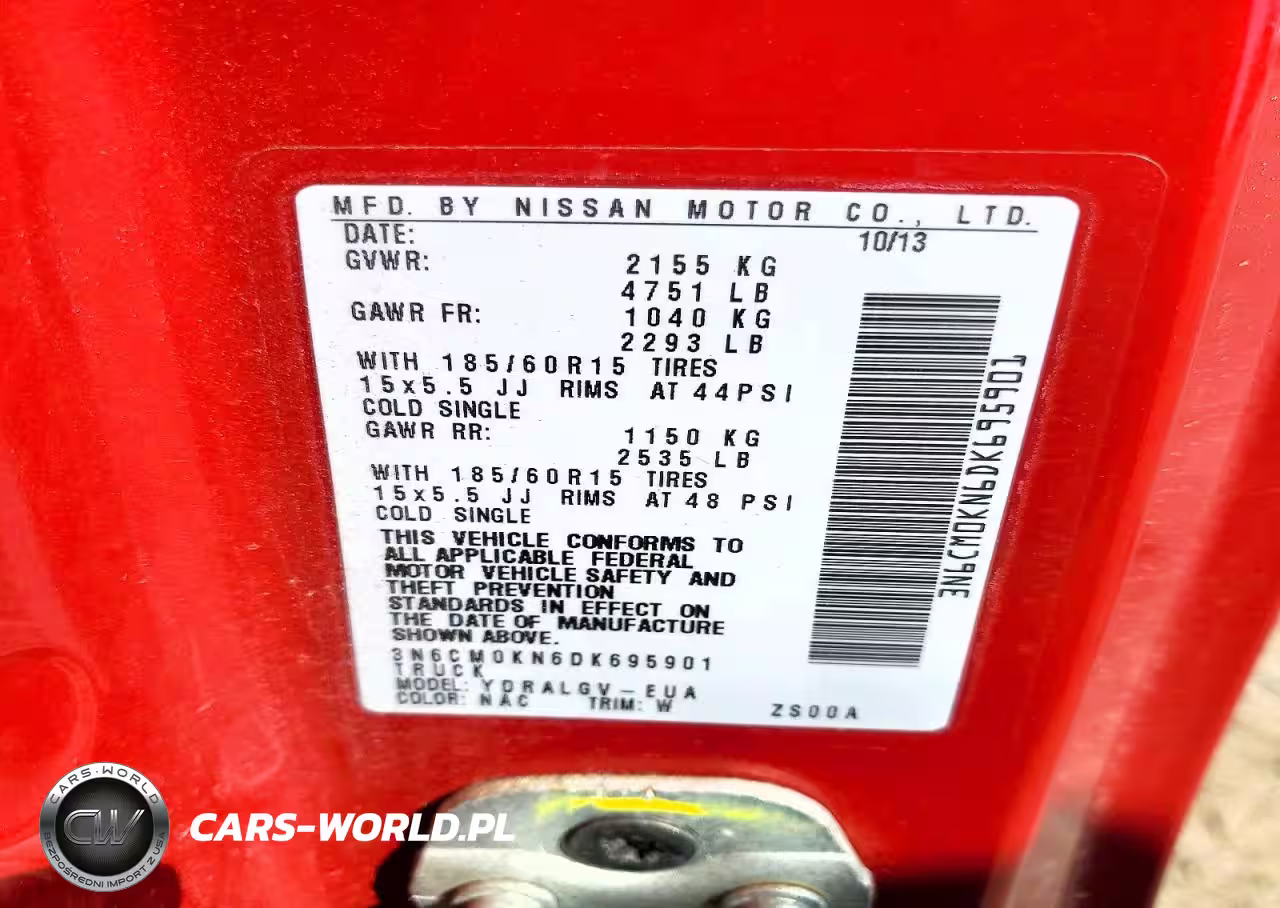 MFD. BY NISSAN MOTOR CO., LTD.
DATE: 10/13
GVWR: 2155 KG
4751 LB
GAWR FR: 1040 KG
2293 LB
WITH 185/60R15 TIRES
15x5.5 JJ RIMS AT 44PSI
COLD SINGLE
GAWR RR: 1150 KG
2535 LB
WITH 185/60R15 TIRES
15x5.5 JJ RIMS AT 48 PSI
COLD SINGLE
THIS VEHICLE CONFORMS TO
ALL APPLICABLE FEDERAL
MOTOR VEHICLE SAFETY AND
THEFT PREVENTION
STANDARDS IN EFFECT ON
THE DATE OF MANUFACTURE
SHOWN ABOVE.
3N6CM0KN6DK695901
TRUCK
MODEL: YDRALGV-EUA
COLOR: NAC TRIM: W ZS00A
3N6CM0KN6DK695901
CARS-WORLD
CW
BEZPOŚREDNI IMPORT Z USA
CARS-WORLD.PL